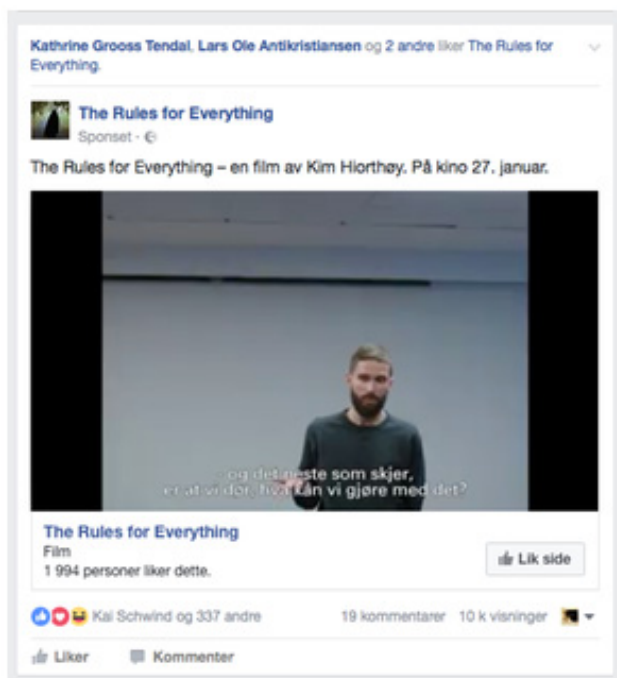 Kathrine Grooss Tendal, Lars Ole Antikristiansen og 2 andre liker The Rules for
Everything.
The Rules for Everything
Sponset ·
The Rules for Everything – en film av Kim Hiorthøy. På kino 27. januar.
- og det neste som skjer,
er at vi dør, hva kan vi gjøre med det?
The Rules for Everything
Film
1 994 personer liker dette.
Lik side
Kai Schwind og 337 andre 19 kommentarer 10 k visninger
Liker Kommenter